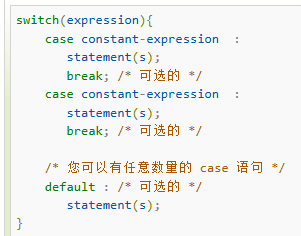 switch(expression){
    case constant-expression  :
       statement(s);
       break; /* 可选的 */
    case constant-expression  :
       statement(s);
       break; /* 可选的 */

    /* 您可以有任意数量的 case 语句 */
    default : /* 可选的 */
       statement(s);
}